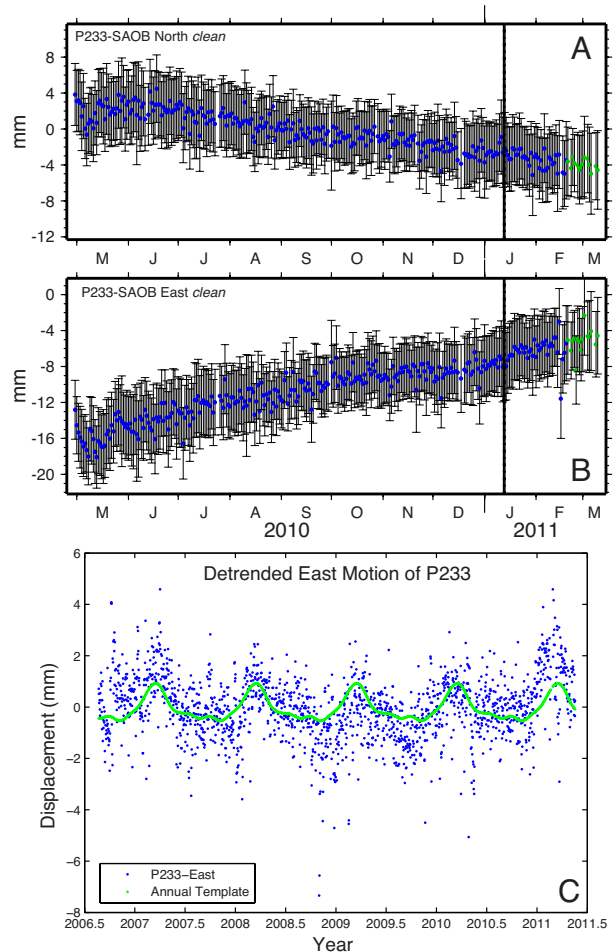 P233-SAOB North clean
A
8
4
0
-4
-8
-12
mm
M J J A S O N D J F M
P233-SAOB East clean
B
0
-4
-8
-12
-16
-20
mm
M J J A S O N D J F M
2010 2011
Detrended East Motion of P233
6
4
2
0
−2
−4
−6
−8
Displacement (mm)
P233−East
Annual Template
C
2006.5 2007 2007.5 2008 2008.5 2009 2009.5 2010 2010.5 2011 2011.5
Year